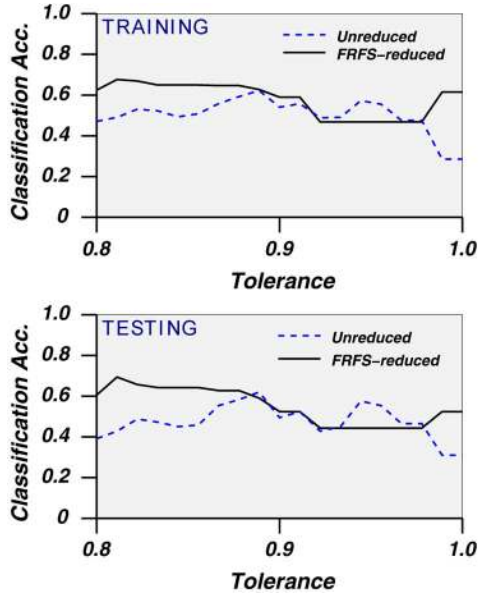 TRAINING
Unreduced
FRFS-reduced
Classification Acc.
1.0
0.8
0.6
0.4
0.2
0
0.8
0.9
1.0
Tolerance
TESTING
Unreduced
FRFS-reduced
Classification Acc.
1.0
0.8
0.6
0.4
0.2
0
0.8
0.9
1.0
Tolerance